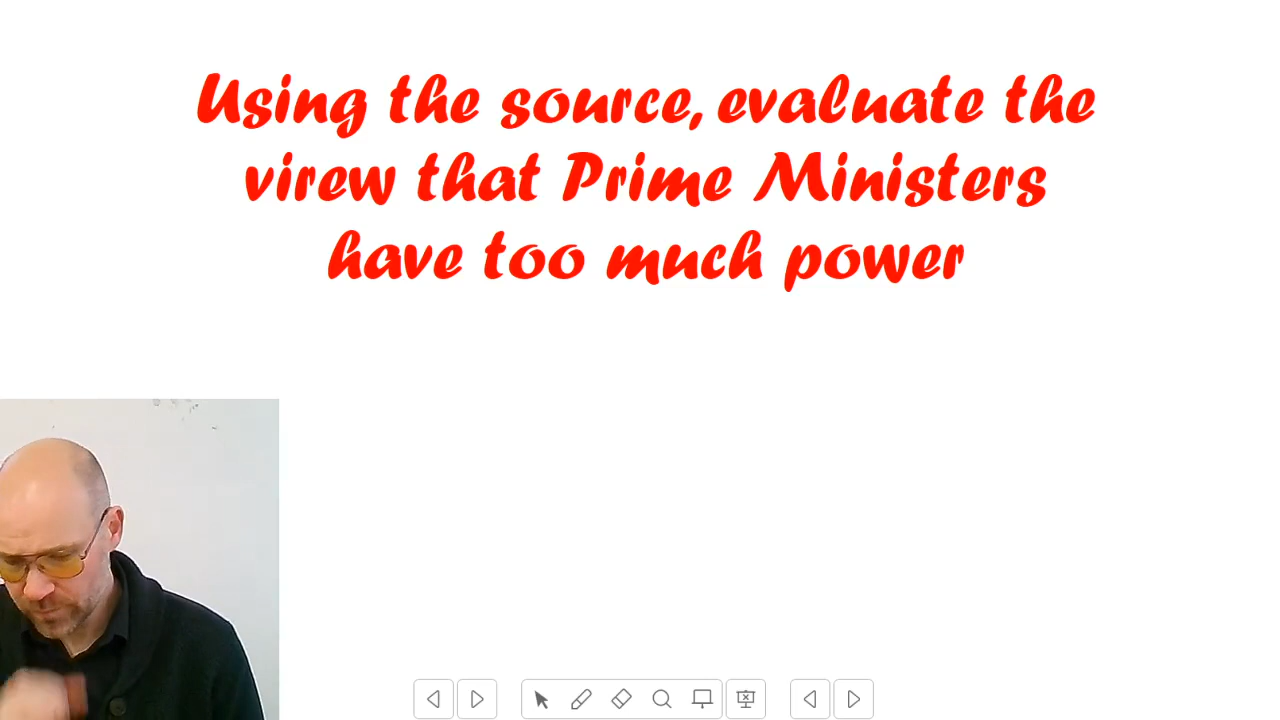 Using the source, evaluate the
virew that Prime Ministers
have too much power